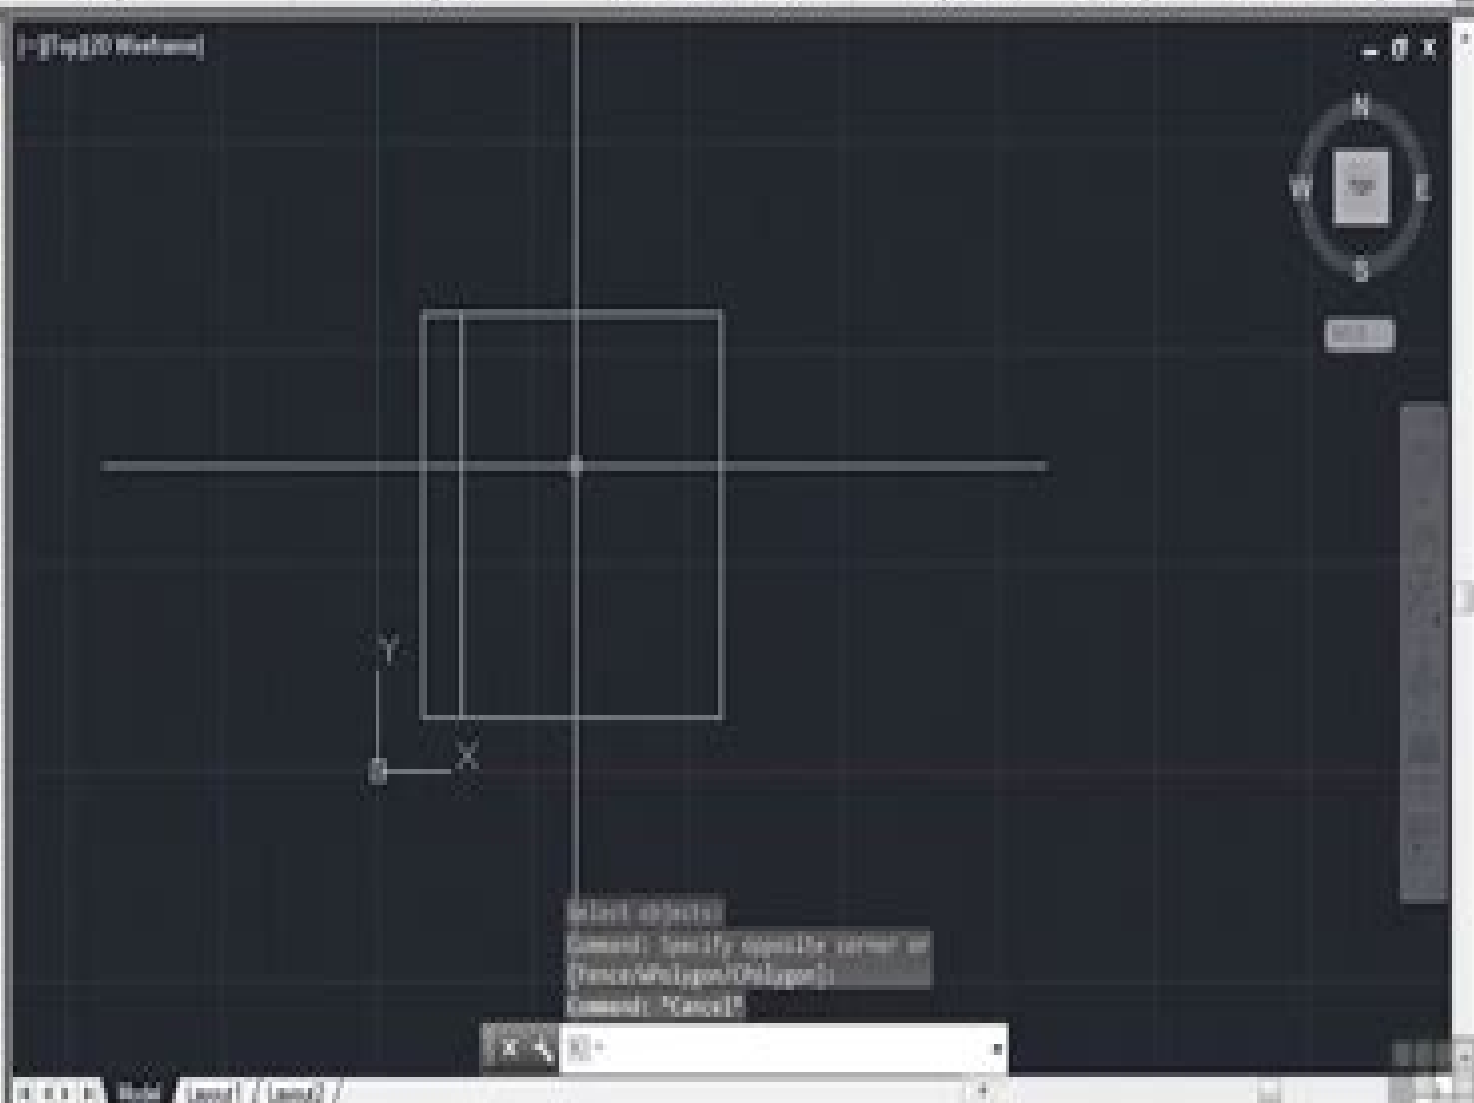 [-][Top][2D Wireframe]
N
W
E
S
Y
X
Select objects:
Command: Specify opposite corner or
[Fence/WPolygon/CPolygon]:
Command: *Cancel*
Model
Layout1
Layout2